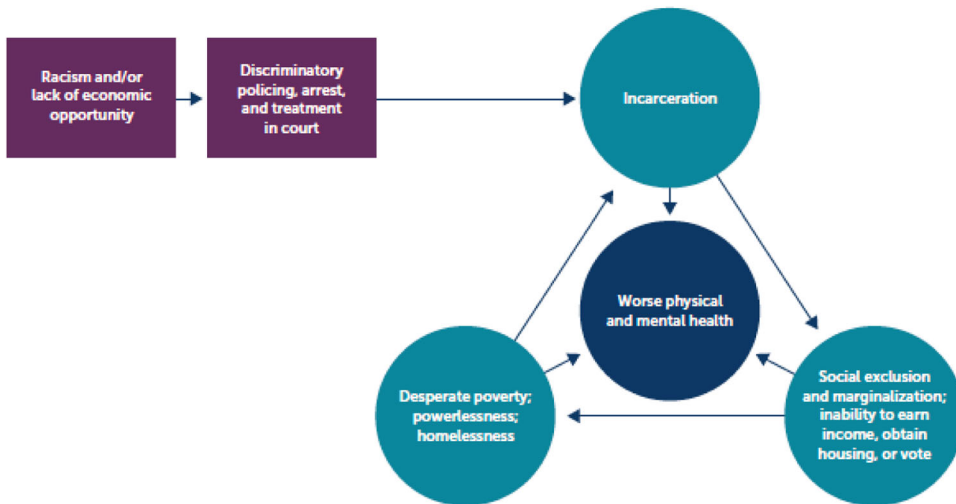 Racism and/or
lack of economic
opportunity
Discriminatory
policing, arrest,
and treatment
in court
Incarceration
Worse physical
and mental health
Desperate poverty;
powerlessness;
homelessness
Social exclusion
and marginalization;
inability to earn
income, obtain
housing, or vote